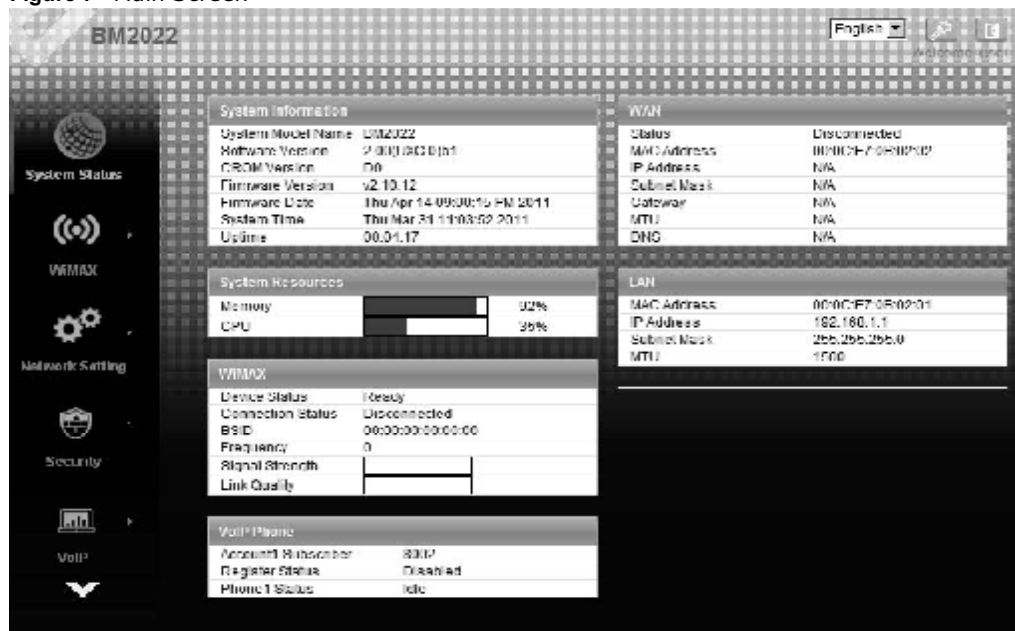 Main Screen
BM2022
English
System Information
System Model Name BM2022
Software Version
CROM Version D0
Firmware Version v2.10.12
Firmware Date Thu Apr 14 09:00:15 PM 2011
System Time Thu Mar 31 11:03:52 2011
Uptime 00:04:17
System Resources
Memory 92%
CPU 35%
WiMAX
Device Status Ready
Connection Status Disconnected
BSID 00:00:00:00:00:00
Frequency 0
Signal Strength
Link Quality
VoIP Phone
Account1 Subscriber
Register Status Disabled
Phone1 Status Idle
WAN
Status Disconnected
MAC Address
IP Address N/A
Subnet Mask N/A
Gateway N/A
MTU N/A
DNS N/A
LAN
MAC Address
IP Address 192.168.1.1
Subnet Mask 255.255.255.0
MTU 1500
System Status
WiMAX
Network Setting
Security
VoIP